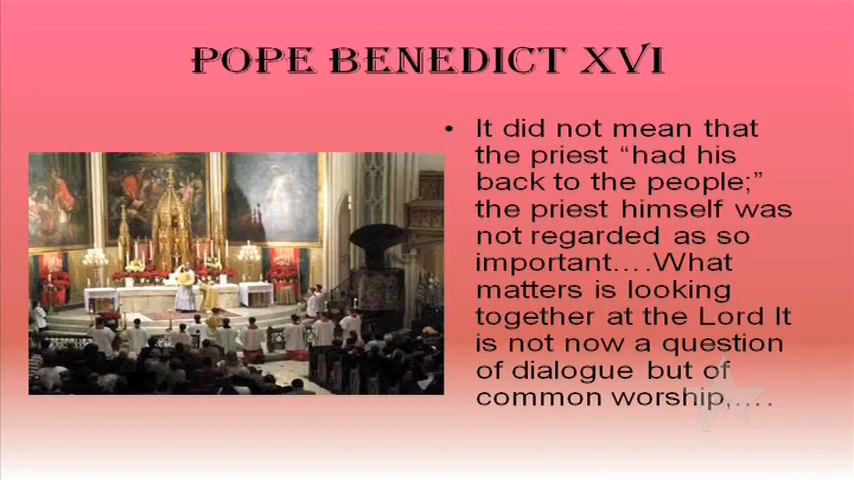 POPE BENEDICT XVI
• It did not mean that
the priest “had his
back to the people;”
the priest himself was
not regarded as so
important....What
matters is looking
together at the Lord It
is not now a question
of dialogue but of
common worship,....